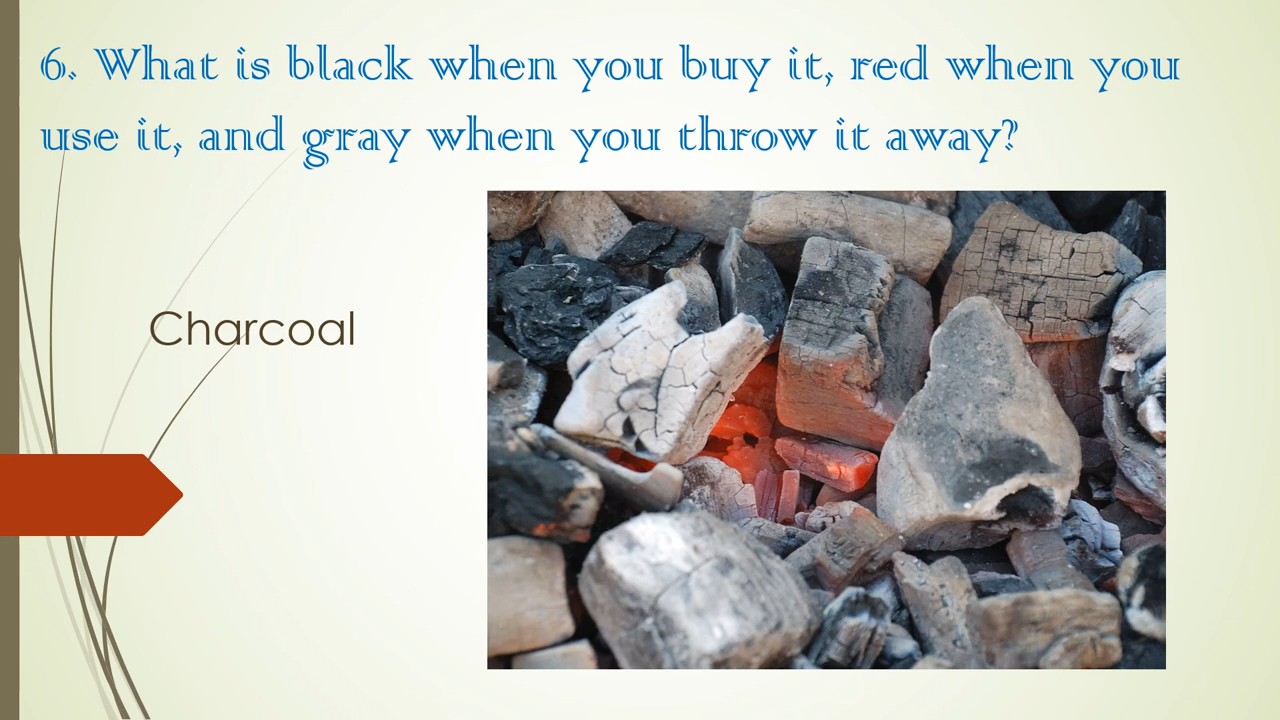 6. What is black when you buy it, red when you
use it, and gray when you throw it away?
Charcoal